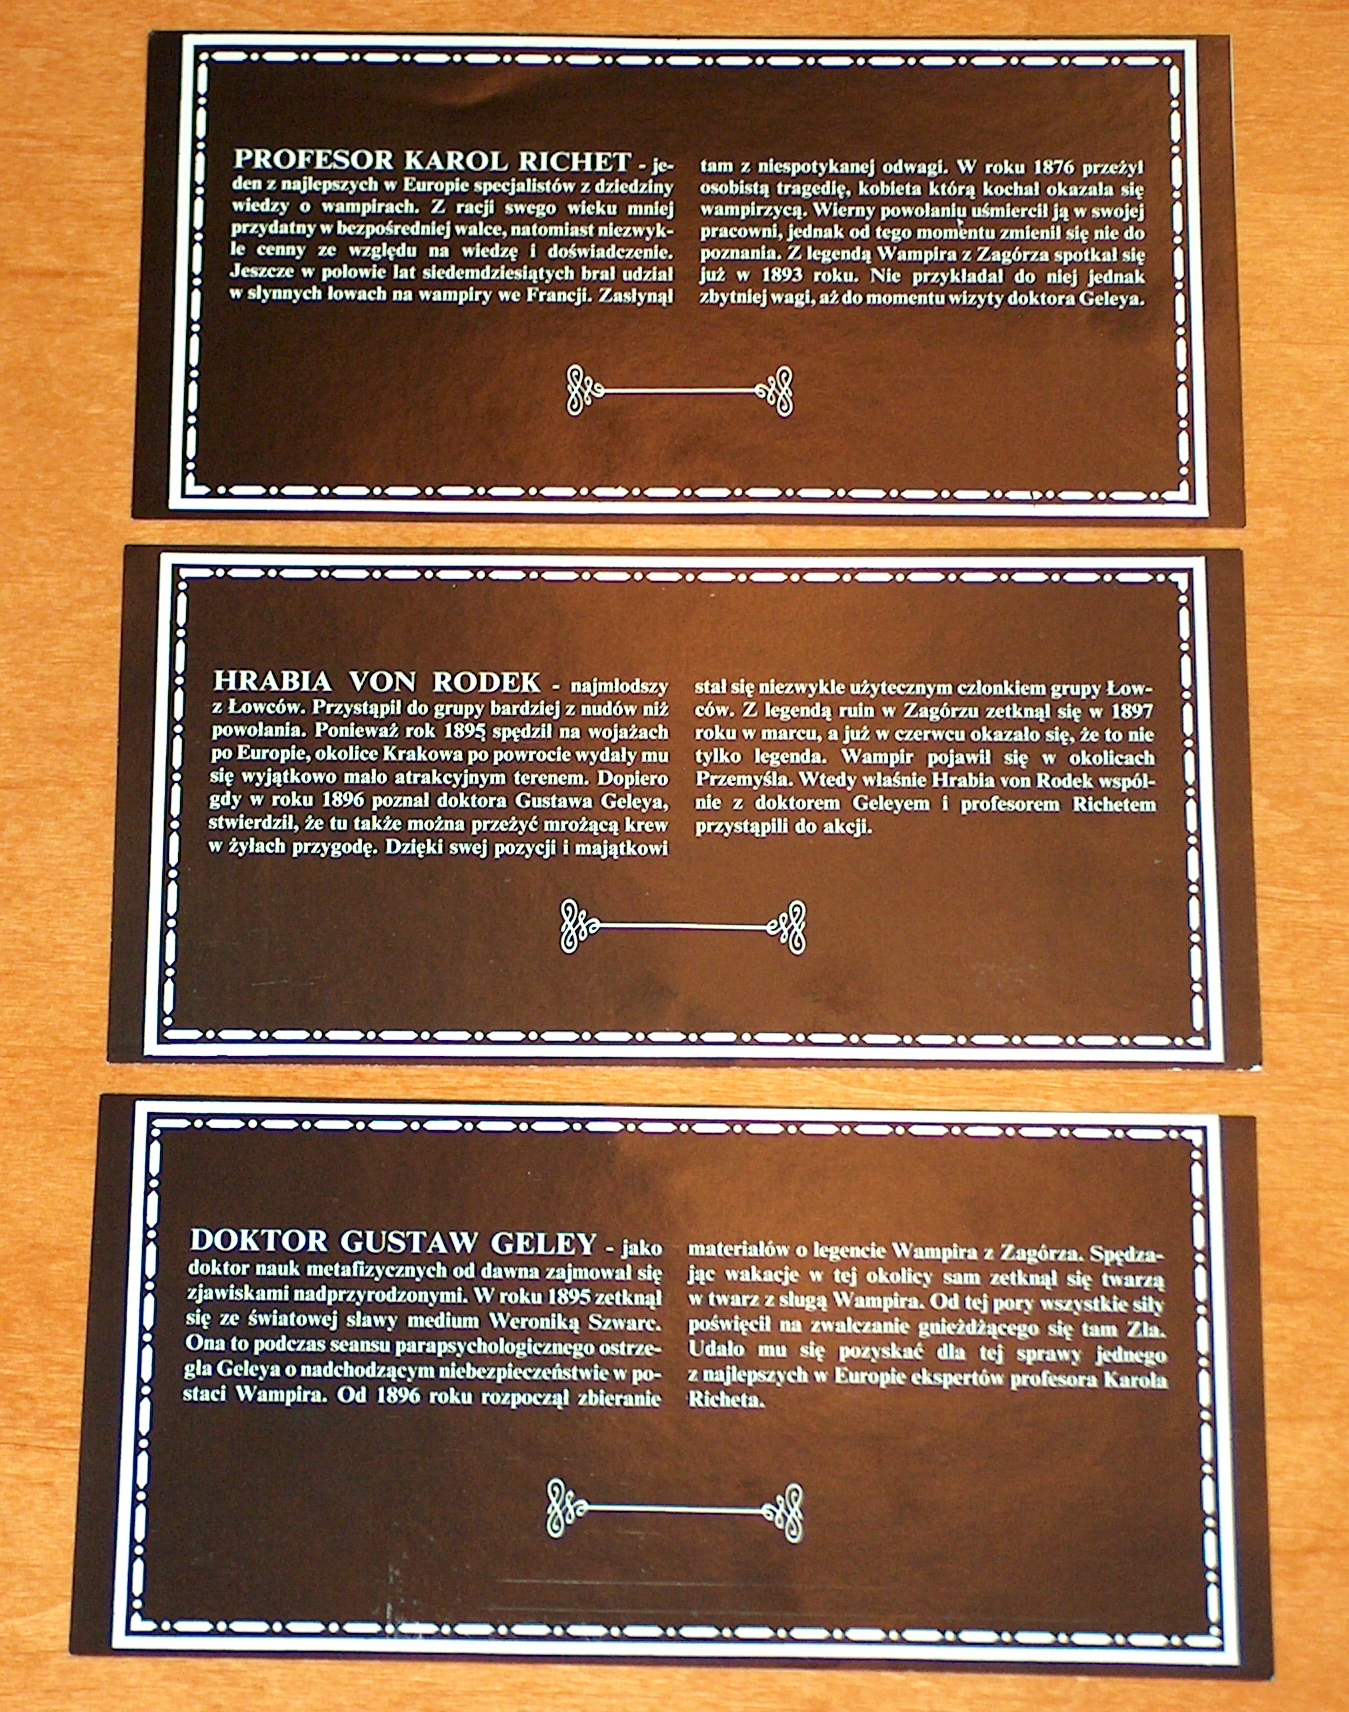 PROFESOR KAROL RICHET - je-
den z najlepszych w Europie specjalistów z dziedziny
wiedzy o wampirach. Z racji swego wieku mniej
przydatny w bezpośredniej walce, natomiast niezwyk-
le cenny ze względu na wiedzę i doświadczenie.
Jeszcze w połowie lat siedemdziesiątych brał udział
w słynnych łowach na wampiry we Francji. Zasłynął
tam z niespotykanej odwagi. W roku 1876 przeżył
osobistą tragedię, kobieta którą kochał okazała się
wampirzycą. Wierny powołaniu uśmiercił ją w swojej
pracowni, jednak od tego momentu zmienił się nie do
poznania. Z legendą Wampira z Zagórza spotkał się
już w 1893 roku. Nie przykładał do niej jednak
zbytniej wagi, aż do momentu wizyty doktora Geleya.
HRABIA VON RODEK - najmłodszy
z Łowców. Przystąpił do grupy bardziej z nudów niż
powołania. Ponieważ rok 1895 spędził na wojażach
po Europie, okolice Krakowa po powrocie wydały mu
się wyjątkowo mało atrakcyjnym terenem. Dopiero
gdy w roku 1896 poznał doktora Gustawa Geleya,
stwierdził, że tu także można przeżyć mrożącą krew
w żyłach przygodę. Dzięki swej pozycji i majątkowi
stał się niezwykle użytecznym członkiem grupy Łow-
ców. Z legendą ruin w Zagórzu zetknął się w 1897
roku w marcu, a już w czerwcu okazało się, że to nie
tylko legenda. Wampir pojawił się w okolicach
Przemyśla. Wtedy właśnie Hrabia von Rodek wspól-
nie z doktorem Geleyem i profesorem Richetem
przystąpili do akcji.
DOKTOR GUSTAW GELEY - jako
doktor nauk metafizycznych od dawna zajmował się
zjawiskami nadprzyrodzonymi. W roku 1895 zetknął
się ze światowej sławy medium Weroniką Szwarc.
Ona to podczas seansu parapsychologicznego ostrze-
gła Geleya o nadchodzącym niebezpieczeństwie w po-
staci Wampira. Od 1896 roku rozpoczął zbieranie
materiałów o legencie Wampira z Zagórza. Spędza-
jąc wakacje w tej okolicy sam zetknął się twarzą
w twarz z sługą Wampira. Od tej pory wszystkie siły
poświęcił na zwalczanie gnieżdżącego się tam Zła.
Udało mu się pozyskać dla tej sprawy jednego
z najlepszych w Europie ekspertów profesora Karola
Richeta.